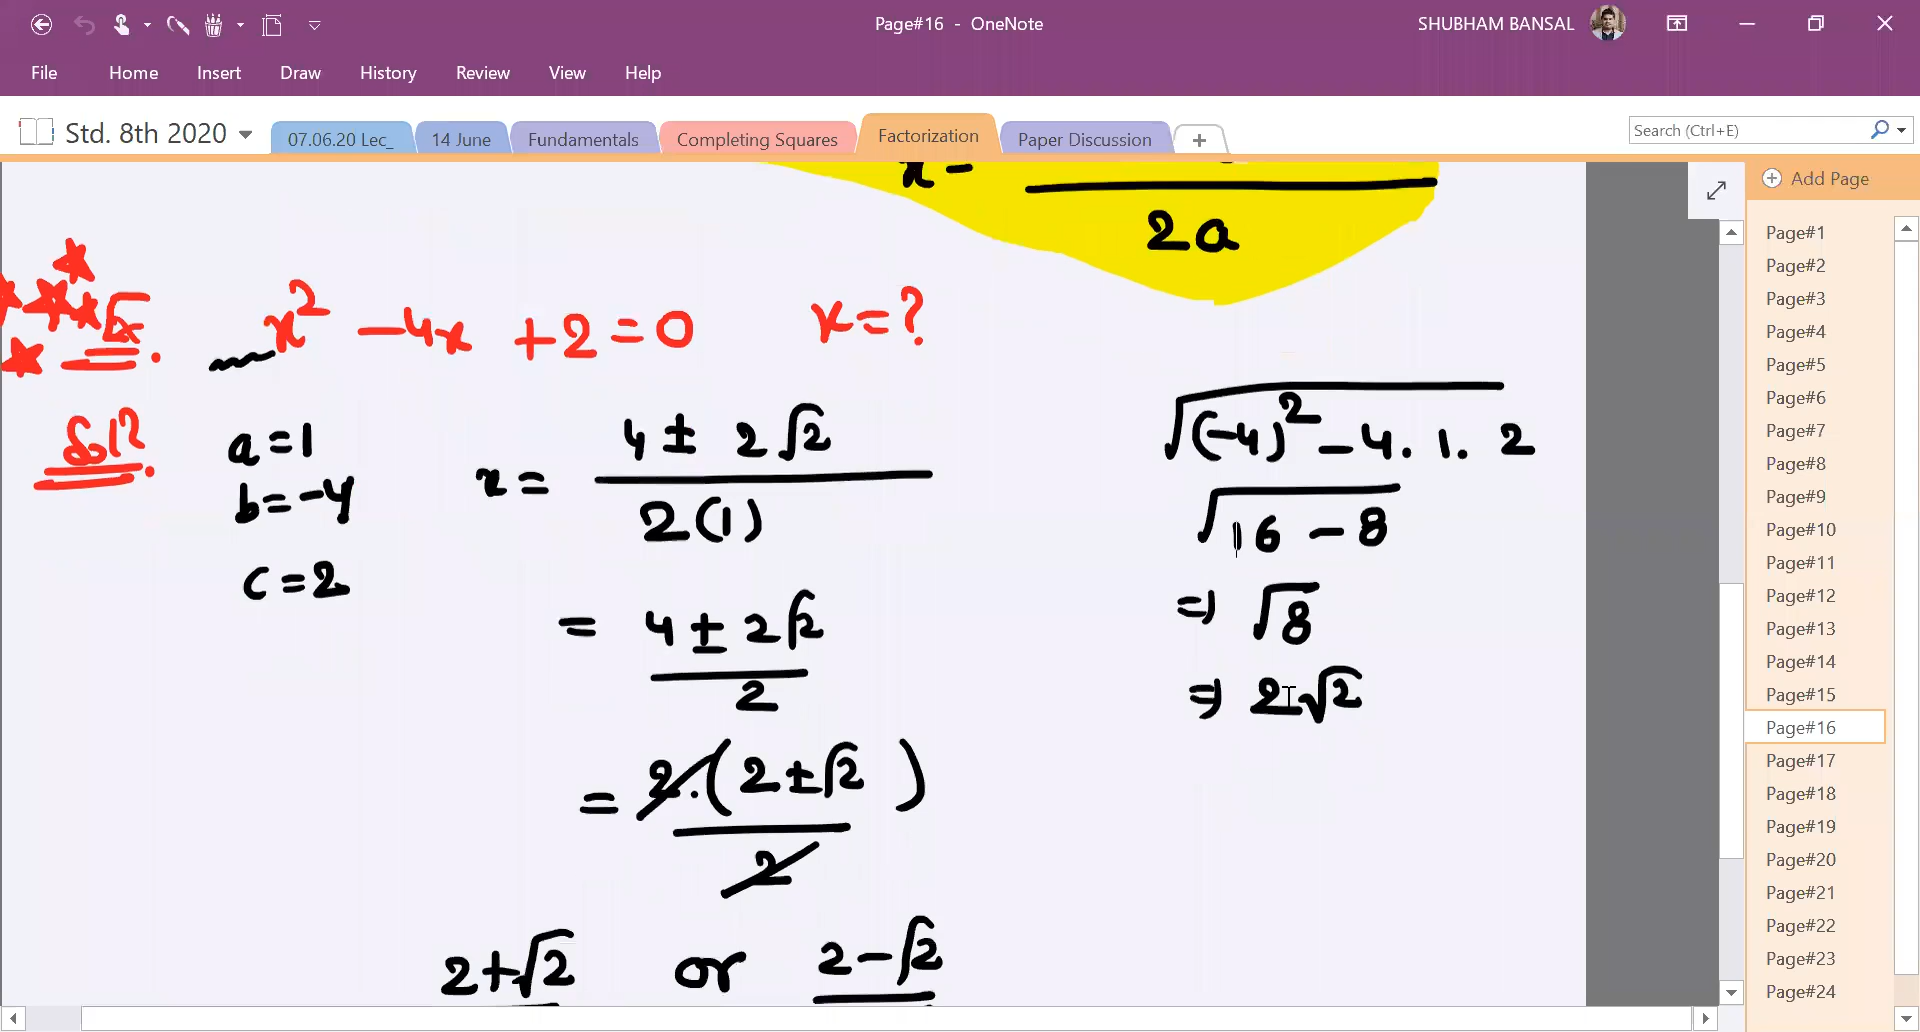 Page#16 - OneNote
SHUBHAM BANSAL
File Home Insert Draw History Review View Help
Std. 8th 2020
07.06.20 Lec_
14 June
Fundamentals
Completing Squares
Factorization
Paper Discussion
+
Search (Ctrl+E)
x =
2a
Ex.
x² - 4x + 2 = 0 x = ?
Solⁿ.
a = 1
b = -4
c = 2
x = (4 ± 2√2) / 2(1)
= (4 ± 2√2) / 2
= 2.(2 ± √2) / 2
2+√2 or 2-√2
√((-4)² - 4. 1. 2)
√(16 - 8)
⇒ √8
⇒ 2√2
Add Page
Page#1
Page#2
Page#3
Page#4
Page#5
Page#6
Page#7
Page#8
Page#9
Page#10
Page#11
Page#12
Page#13
Page#14
Page#15
Page#16
Page#17
Page#18
Page#19
Page#20
Page#21
Page#22
Page#23
Page#24